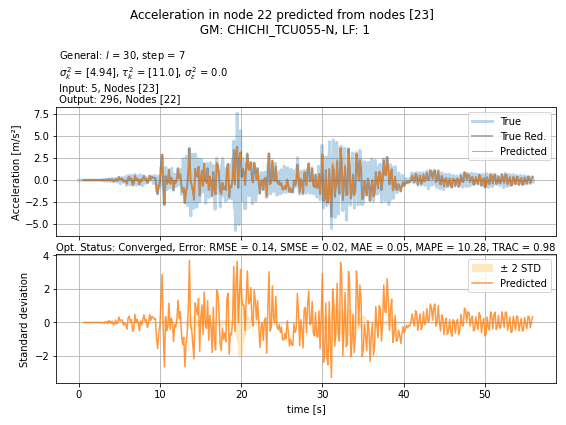 Acceleration in node 22 predicted from nodes [23]
GM: CHICHI_TCU055-N, LF: 1
General: l = 30, step = 7
σ²ₖ = [4.94], τ²ₖ = [11.0], σ²ε = 0.0
Input: 5, Nodes [23]
Output: 296, Nodes [22]
Acceleration [m/s²]
7.5
5.0
2.5
0.0
−2.5
−5.0
True
True Red.
Predicted
Opt. Status: Converged, Error: RMSE = 0.14, SMSE = 0.02, MAE = 0.05, MAPE = 10.28, TRAC = 0.98
Standard deviation
4
2
0
−2
± 2 STD
Predicted
0
10
20
30
40
50
time [s]